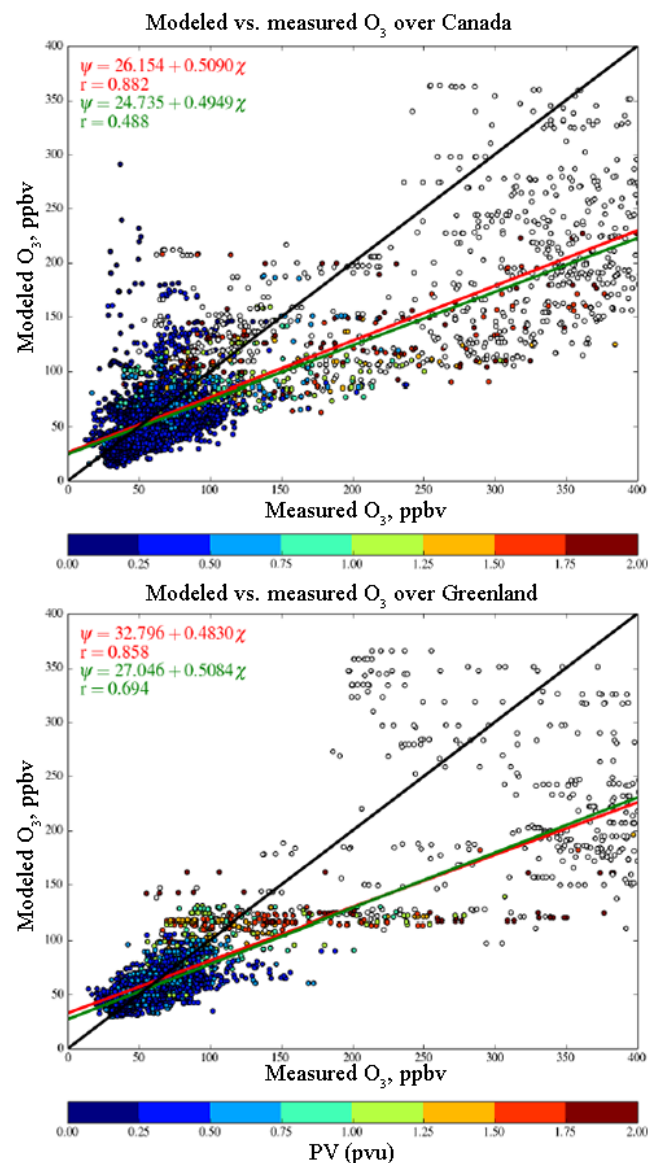 Modeled vs. measured O₃ over Canada
400
350
300
250
200
150
100
50
0
Modeled O₃, ppbv
ψ = 26.154 + 0.5090 χ
r = 0.882
ψ = 24.735 + 0.4949 χ
r = 0.488
0 50 100 150 200 250 300 350 400
Measured O₃, ppbv
0.00 0.25 0.50 0.75 1.00 1.25 1.50 1.75 2.00
Modeled vs. measured O₃ over Greenland
400
350
300
250
200
150
100
50
0
Modeled O₃, ppbv
ψ = 32.796 + 0.4830 χ
r = 0.858
ψ = 27.046 + 0.5084 χ
r = 0.694
0 50 100 150 200 250 300 350 400
Measured O₃, ppbv
0.00 0.25 0.50 0.75 1.00 1.25 1.50 1.75 2.00
PV (pvu)